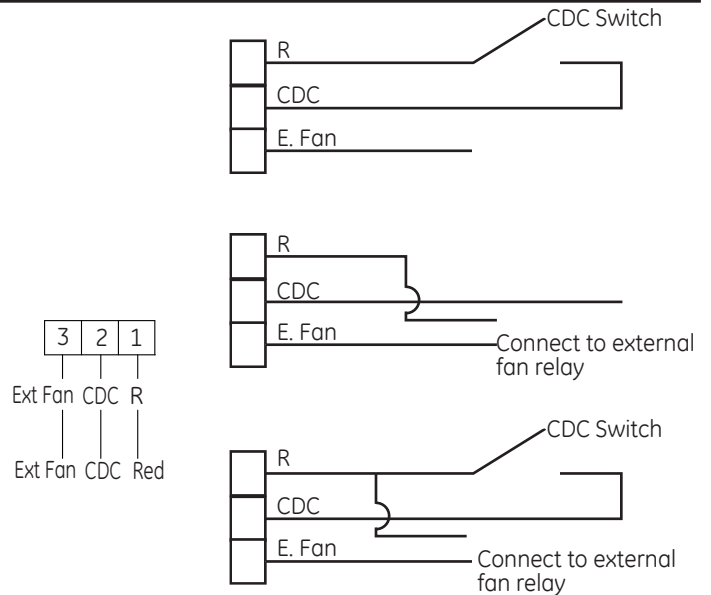 CDC Switch
R
CDC
E. Fan
R
CDC
E. Fan
Connect to external
fan relay
3 2 1
Ext Fan CDC R
Ext Fan CDC Red
CDC Switch
R
CDC
E. Fan
Connect to external
fan relay